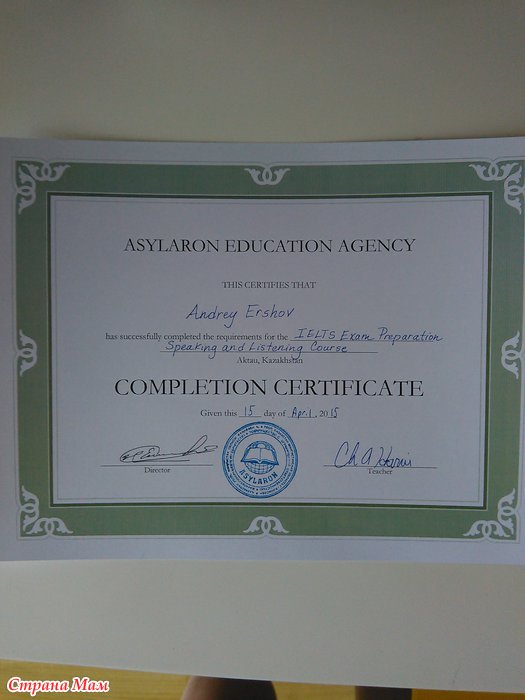 ASYLARON EDUCATION AGENCY
THIS CERTIFIES THAT
Andrey Ershov
has successfully completed the requirements for the IELTS Exam Preparation
Speaking and Listening Course
Aktau, Kazakhstan
COMPLETION CERTIFICATE
Given this 15 day of April, 2015
Director
ASYLARON
Teacher
Страна Мам